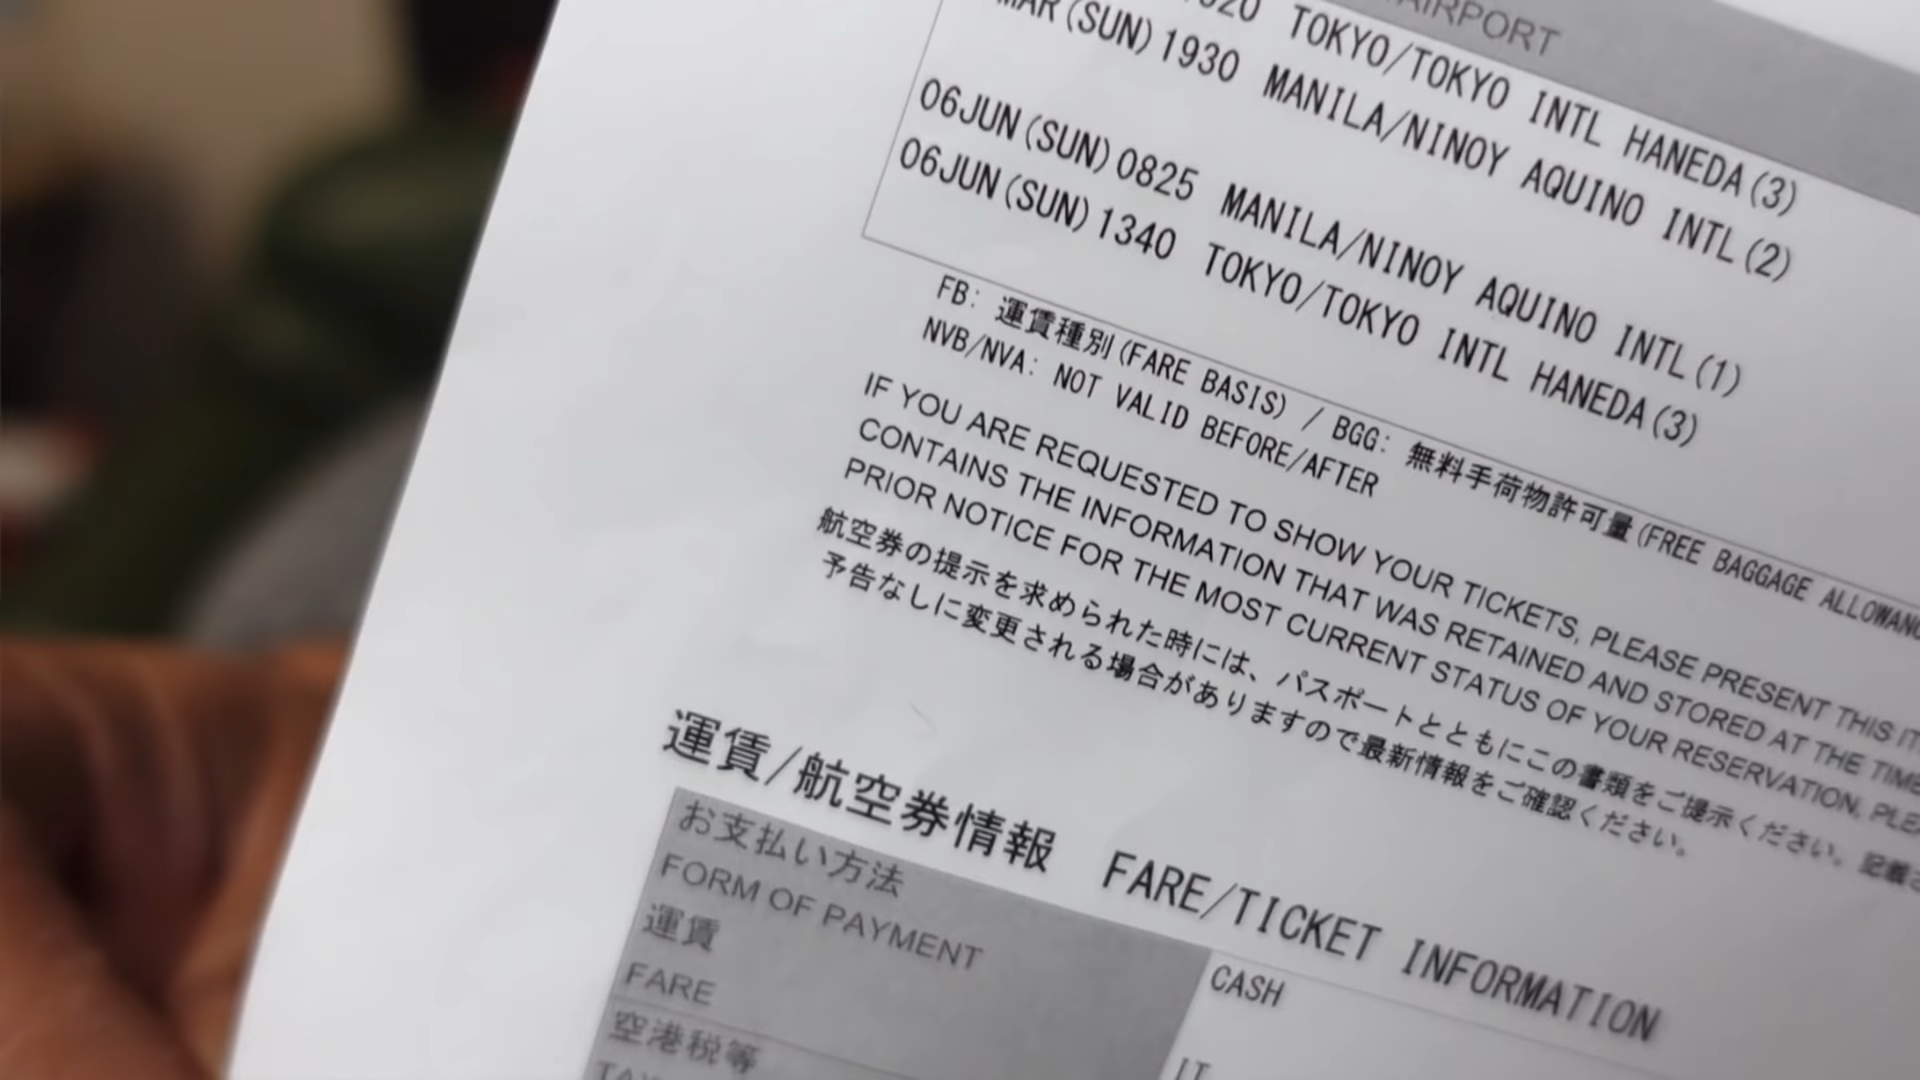 AIRPORT
TOKYO/TOKYO INTL HANEDA(3)
MAR(SUN)1930 MANILA/NINOY AQUINO INTL(2)
06JUN(SUN)0825 MANILA/NINOY AQUINO INTL(1)
06JUN(SUN)1340 TOKYO/TOKYO INTL HANEDA(3)
FB: 運賃種別(FARE BASIS) / BGG: 無料手荷物許可量(FREE BAGGAGE
NVB/NVA: NOT VALID BEFORE/AFTER
IF YOU ARE REQUESTED TO SHOW YOUR TICKETS, PLEASE PRESENT THIS
CONTAINS THE INFORMATION THAT WAS RETAINED AND STORED AT THE TIME
PRIOR NOTICE FOR THE MOST CURRENT STATUS OF YOUR RESERVATION,
航空券の提示を求められた時には、パスポートとともにこの書類をご提示ください。記載
予告なしに変更される場合がありますので最新情報をご確認ください。
運賃/航空券情報 FARE/TICKET INFORMATION
お支払い方法
FORM OF PAYMENT CASH
運賃
FARE IT
空港税等